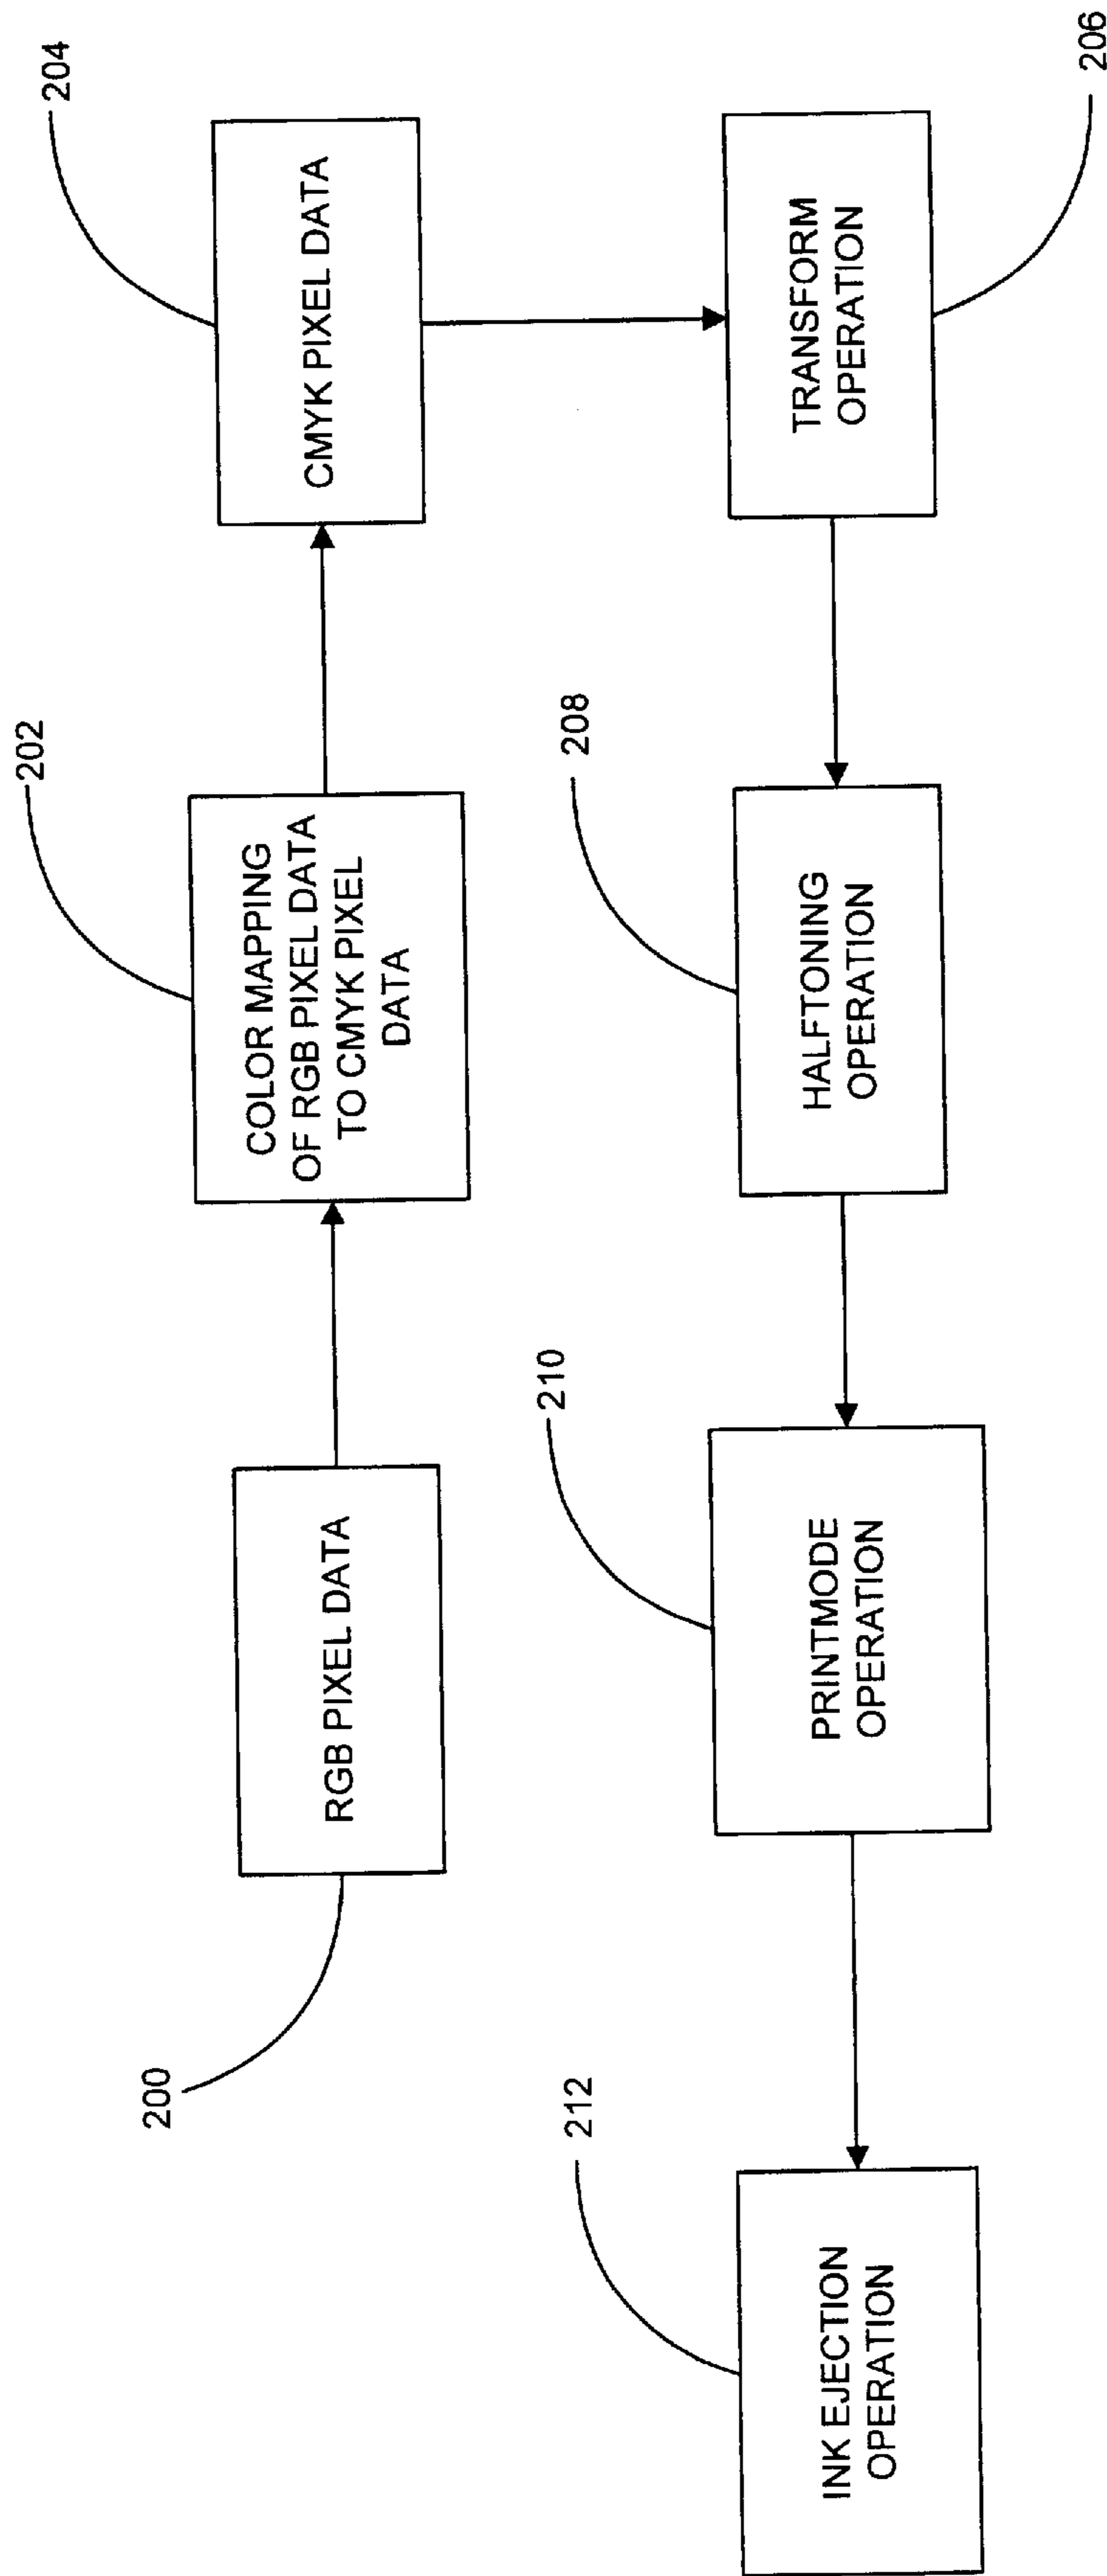 200
RGB PIXEL DATA
202
COLOR MAPPING
OF RGB PIXEL DATA
TO CMYK PIXEL
DATA
204
CMYK PIXEL DATA
206
TRANSFORM
OPERATION
208
HALFTONING
OPERATION
210
PRINTMODE
OPERATION
212
INK EJECTION
OPERATION